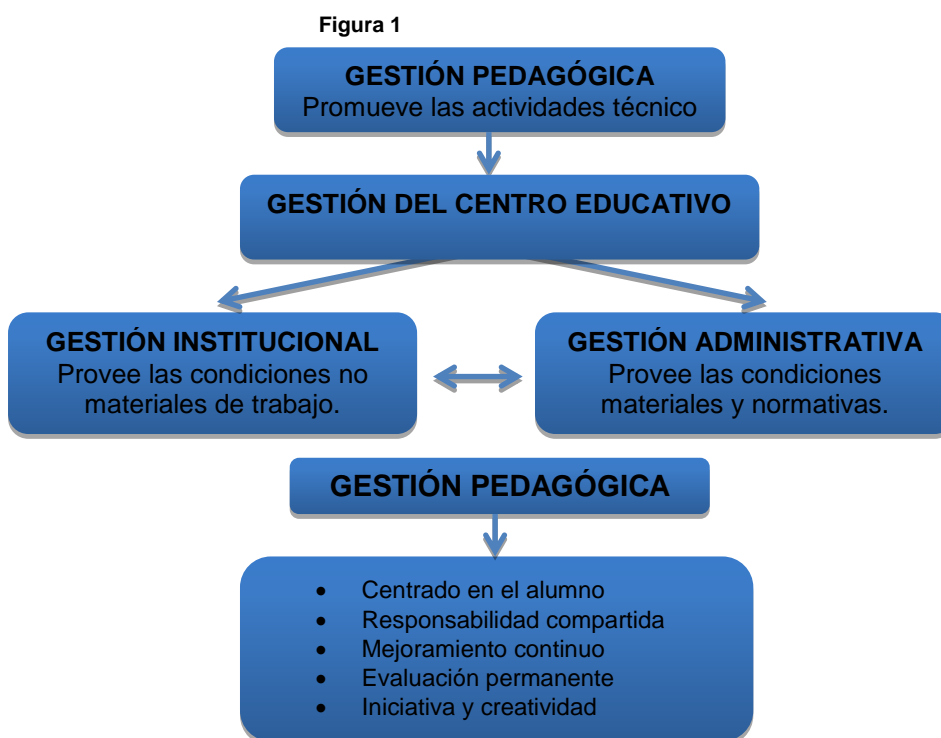 Figura 1
GESTIÓN PEDAGÓGICA
Promueve las actividades técnico
GESTIÓN DEL CENTRO EDUCATIVO
GESTIÓN INSTITUCIONAL
Provee las condiciones no
materiales de trabajo.
GESTIÓN ADMINISTRATIVA
Provee las condiciones
materiales y normativas.
GESTIÓN PEDAGÓGICA
• Centrado en el alumno
• Responsabilidad compartida
• Mejoramiento continuo
• Evaluación permanente
• Iniciativa y creatividad